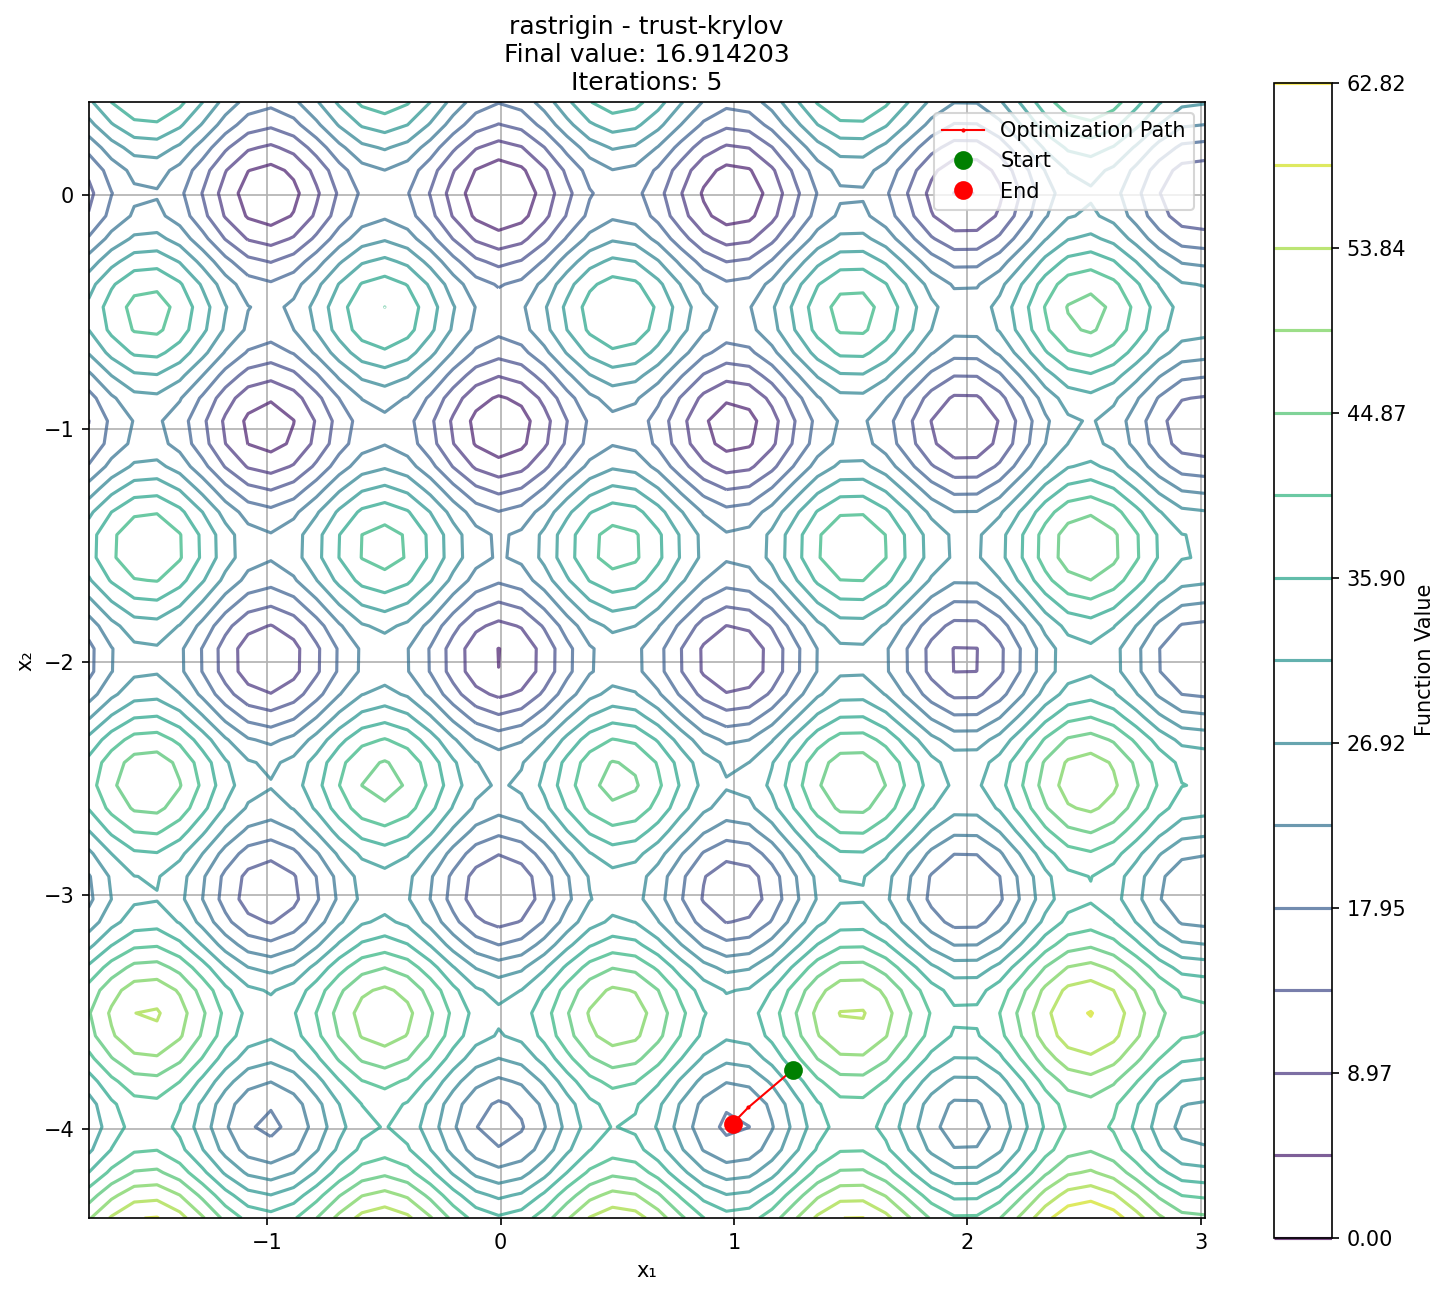 rastrigin - trust-krylov
Final value: 16.914203
Iterations: 5
Optimization Path
Start
End
0
−1
−2
−3
−4
x₂
−1
0
1
2
3
x₁
62.82
53.84
44.87
35.90
26.92
17.95
8.97
0.00
Function Value